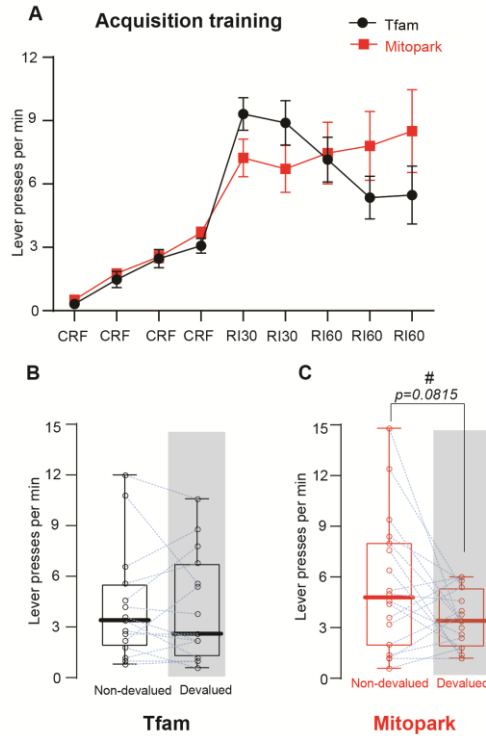 A
Acquisition training
Tfam
Mitopark
Lever presses per min
12
9
6
3
0
CRF CRF CRF CRF RI30 RI30 RI60 RI60 RI60
B
Lever presses per min
15
12
9
6
3
0
Non-devalued Devalued
Tfam
C
#
p=0.0815
Lever presses per min
15
12
9
6
3
0
Non-devalued Devalued
Mitopark